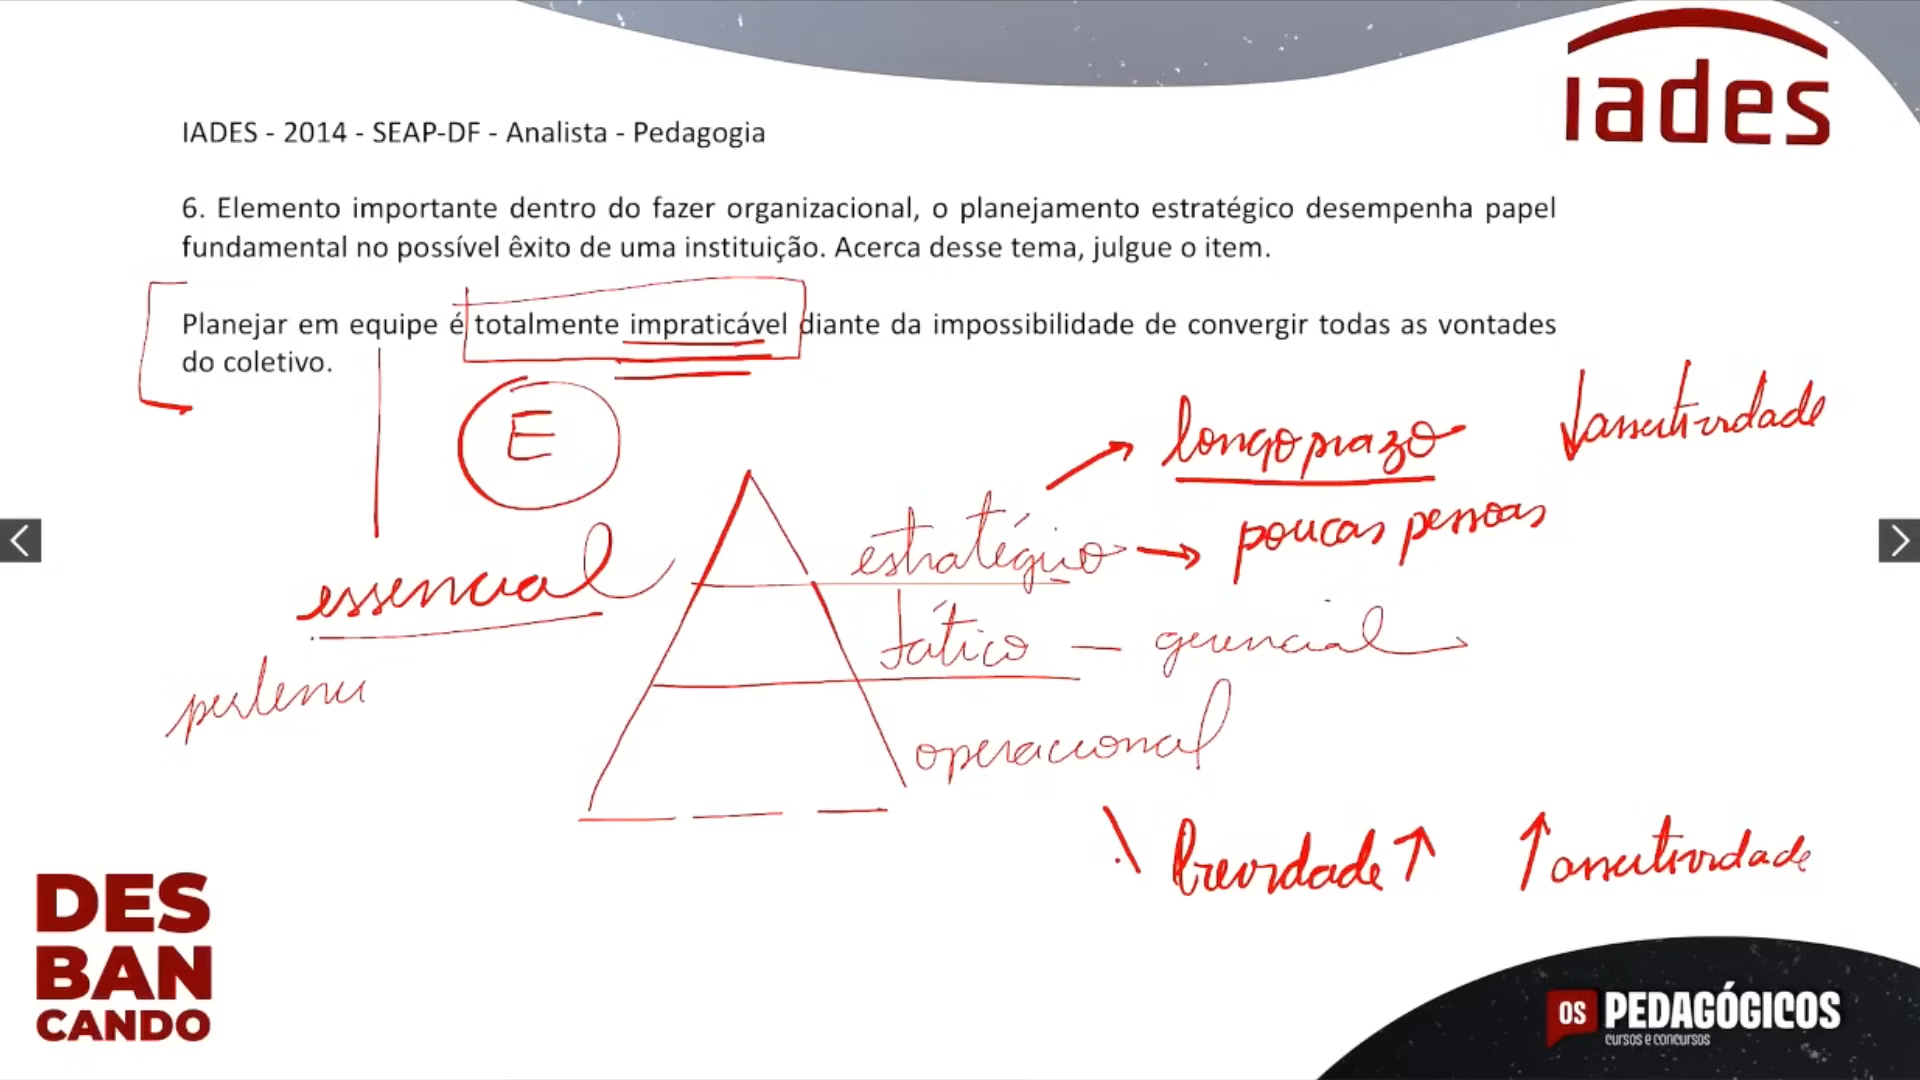 iades
IADES - 2014 - SEAP-DF - Analista - Pedagogia
6. Elemento importante dentro do fazer organizacional, o planejamento estratégico desempenha papel
fundamental no possível êxito de uma instituição. Acerca desse tema, julgue o item.
Planejar em equipe é totalmente impraticável diante da impossibilidade de convergir todas as vontades
do coletivo.
E
longo prazo
↓ assertividade
estratégico → poucas pessoas
essencial
tático — gerencial
operacional
brevidade ↑ ↑ assertividade
DES
BAN
CANDO
OS PEDAGÓGICOS
cursos e concursos